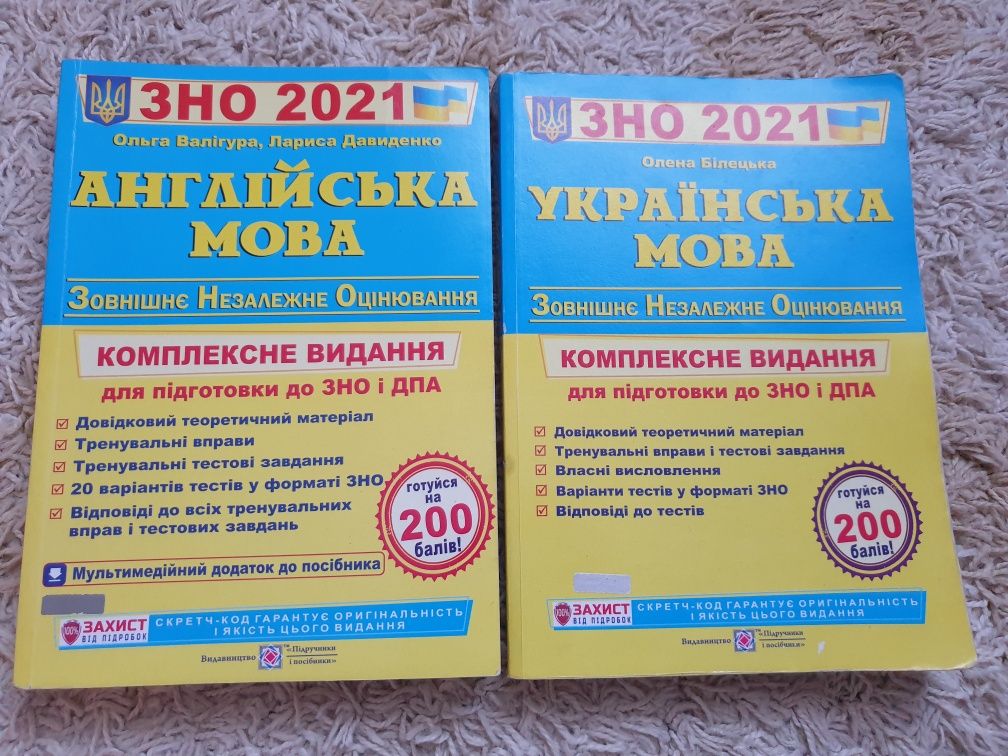 ЗНО 2021
Ольга Валігура, Лариса Давиденко
АНГЛІЙСЬКА
МОВА
Зовнішнє Незалежне Оцінювання
КОМПЛЕКСНЕ ВИДАННЯ
для підготовки до ЗНО і ДПА
Довідковий теоретичний матеріал
Тренувальні вправи
Тренувальні тестові завдання
20 варіантів тестів у форматі ЗНО
Відповіді до всіх тренувальних
вправ і тестових завдань
готуйся
на
200
балів!
Мультимедійний додаток до посібника
100%
ЗАХИСТ
ВІД ПІДРОБОК
СКРЕТЧ-КОД ГАРАНТУЄ ОРИГІНАЛЬНІСТЬ
І ЯКІСТЬ ЦЬОГО ВИДАННЯ
Видавництво «Підручники
і посібники»
ЗНО 2021
Олена Білецька
УКРАЇНСЬКА
МОВА
Зовнішнє Незалежне Оцінювання
КОМПЛЕКСНЕ ВИДАННЯ
для підготовки до ЗНО і ДПА
Довідковий теоретичний матеріал
Тренувальні вправи і тестові завдання
Власні висловлення
Варіанти тестів у форматі ЗНО
Відповіді до тестів
готуйся
на
200
балів!
100%
ЗАХИСТ
ВІД ПІДРОБОК
СКРЕТЧ-КОД ГАРАНТУЄ ОРИГІНАЛЬНІСТЬ
І ЯКІСТЬ ЦЬОГО ВИДАННЯ
Видавництво «Підручники
і посібники»